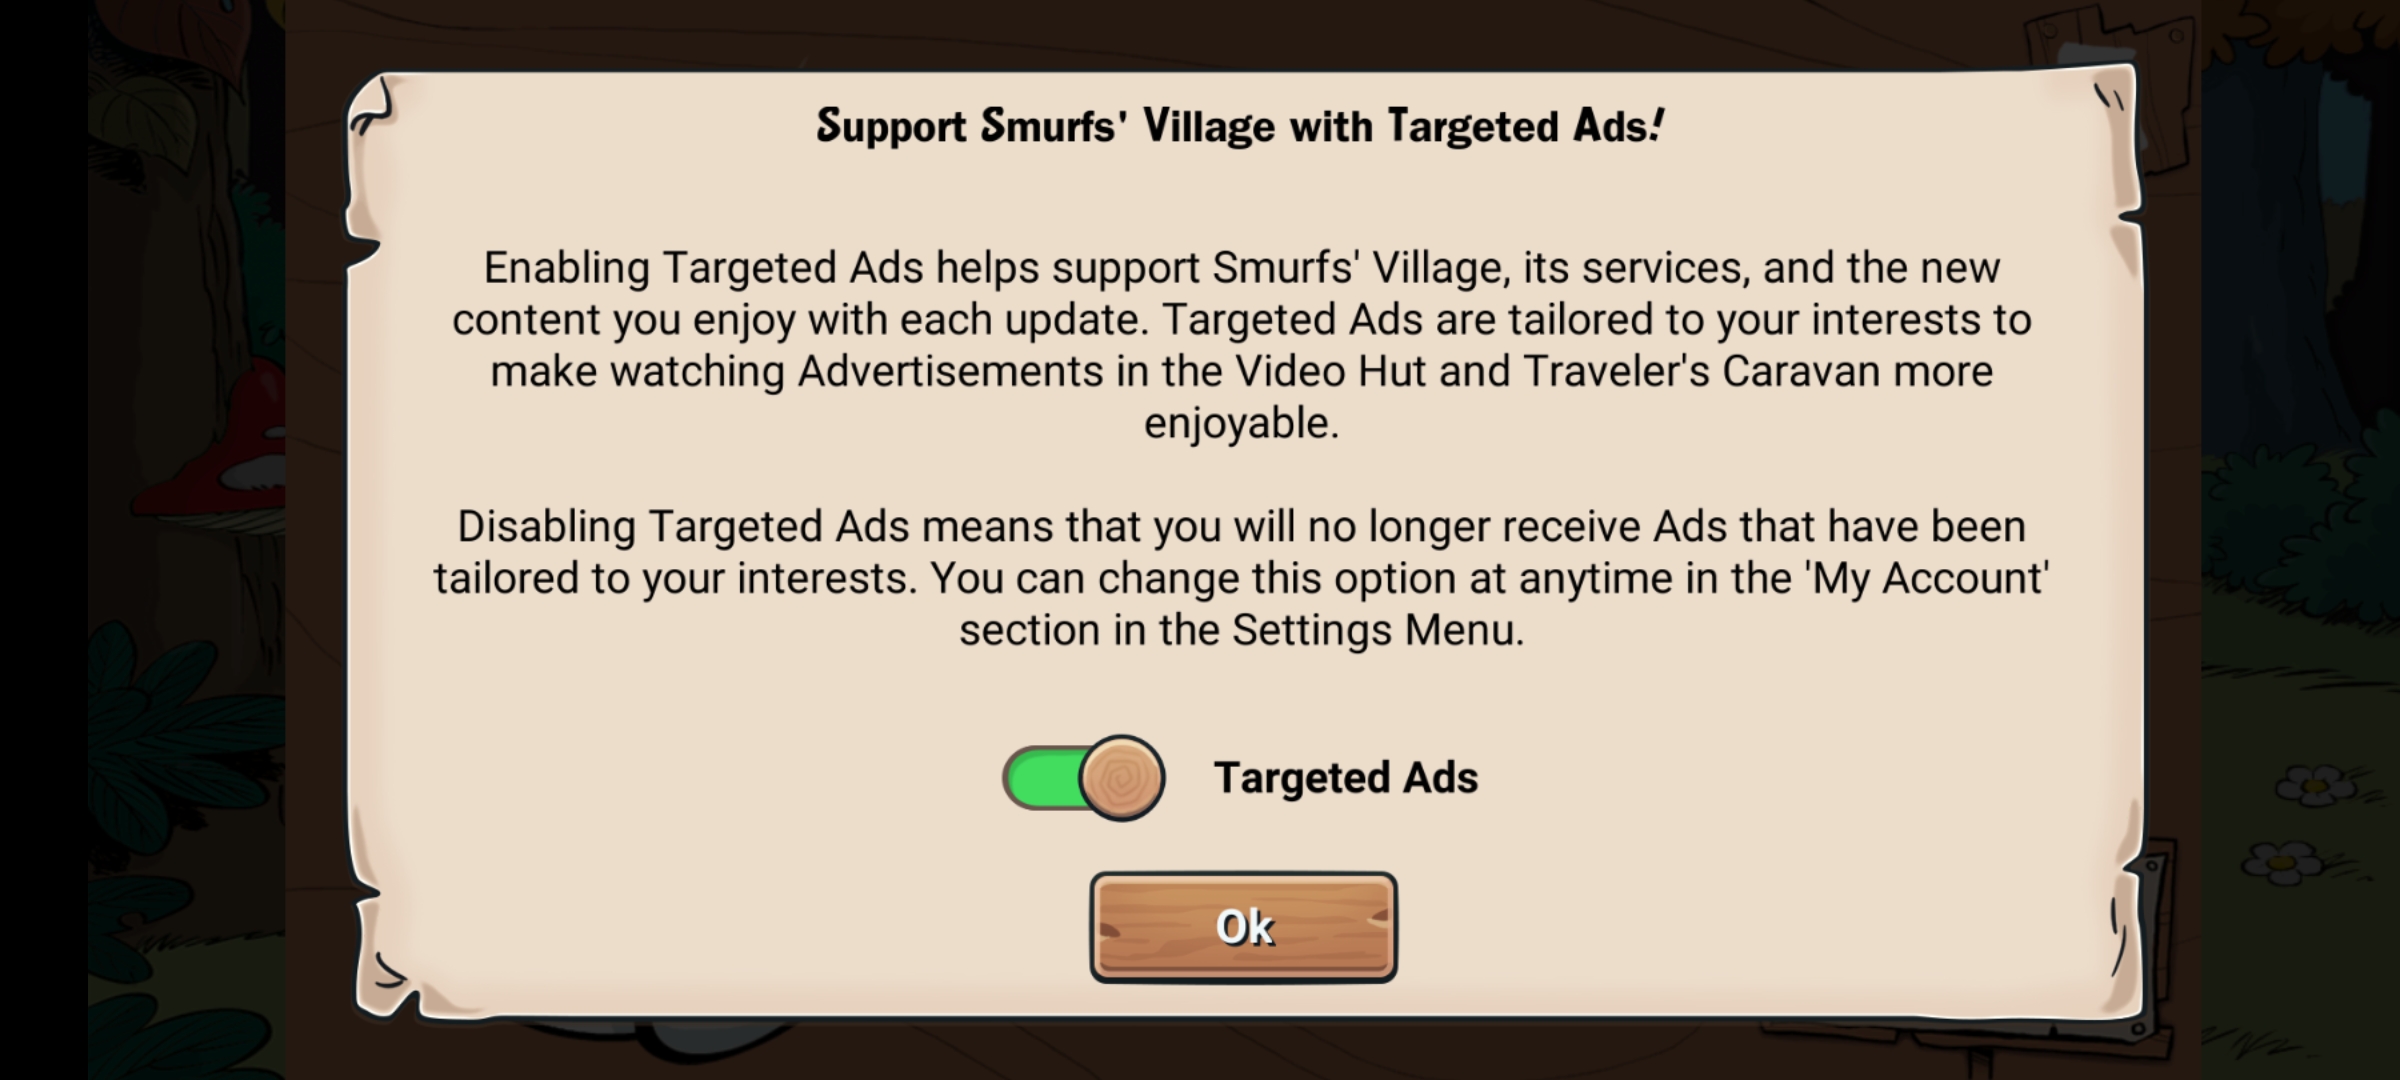 Support Smurfs' Village with Targeted Ads!
Enabling Targeted Ads helps support Smurfs' Village, its services, and the new
content you enjoy with each update. Targeted Ads are tailored to your interests to
make watching Advertisements in the Video Hut and Traveler's Caravan more
enjoyable.
Disabling Targeted Ads means that you will no longer receive Ads that have been
tailored to your interests. You can change this option at anytime in the 'My Account'
section in the Settings Menu.
Targeted Ads
Ok